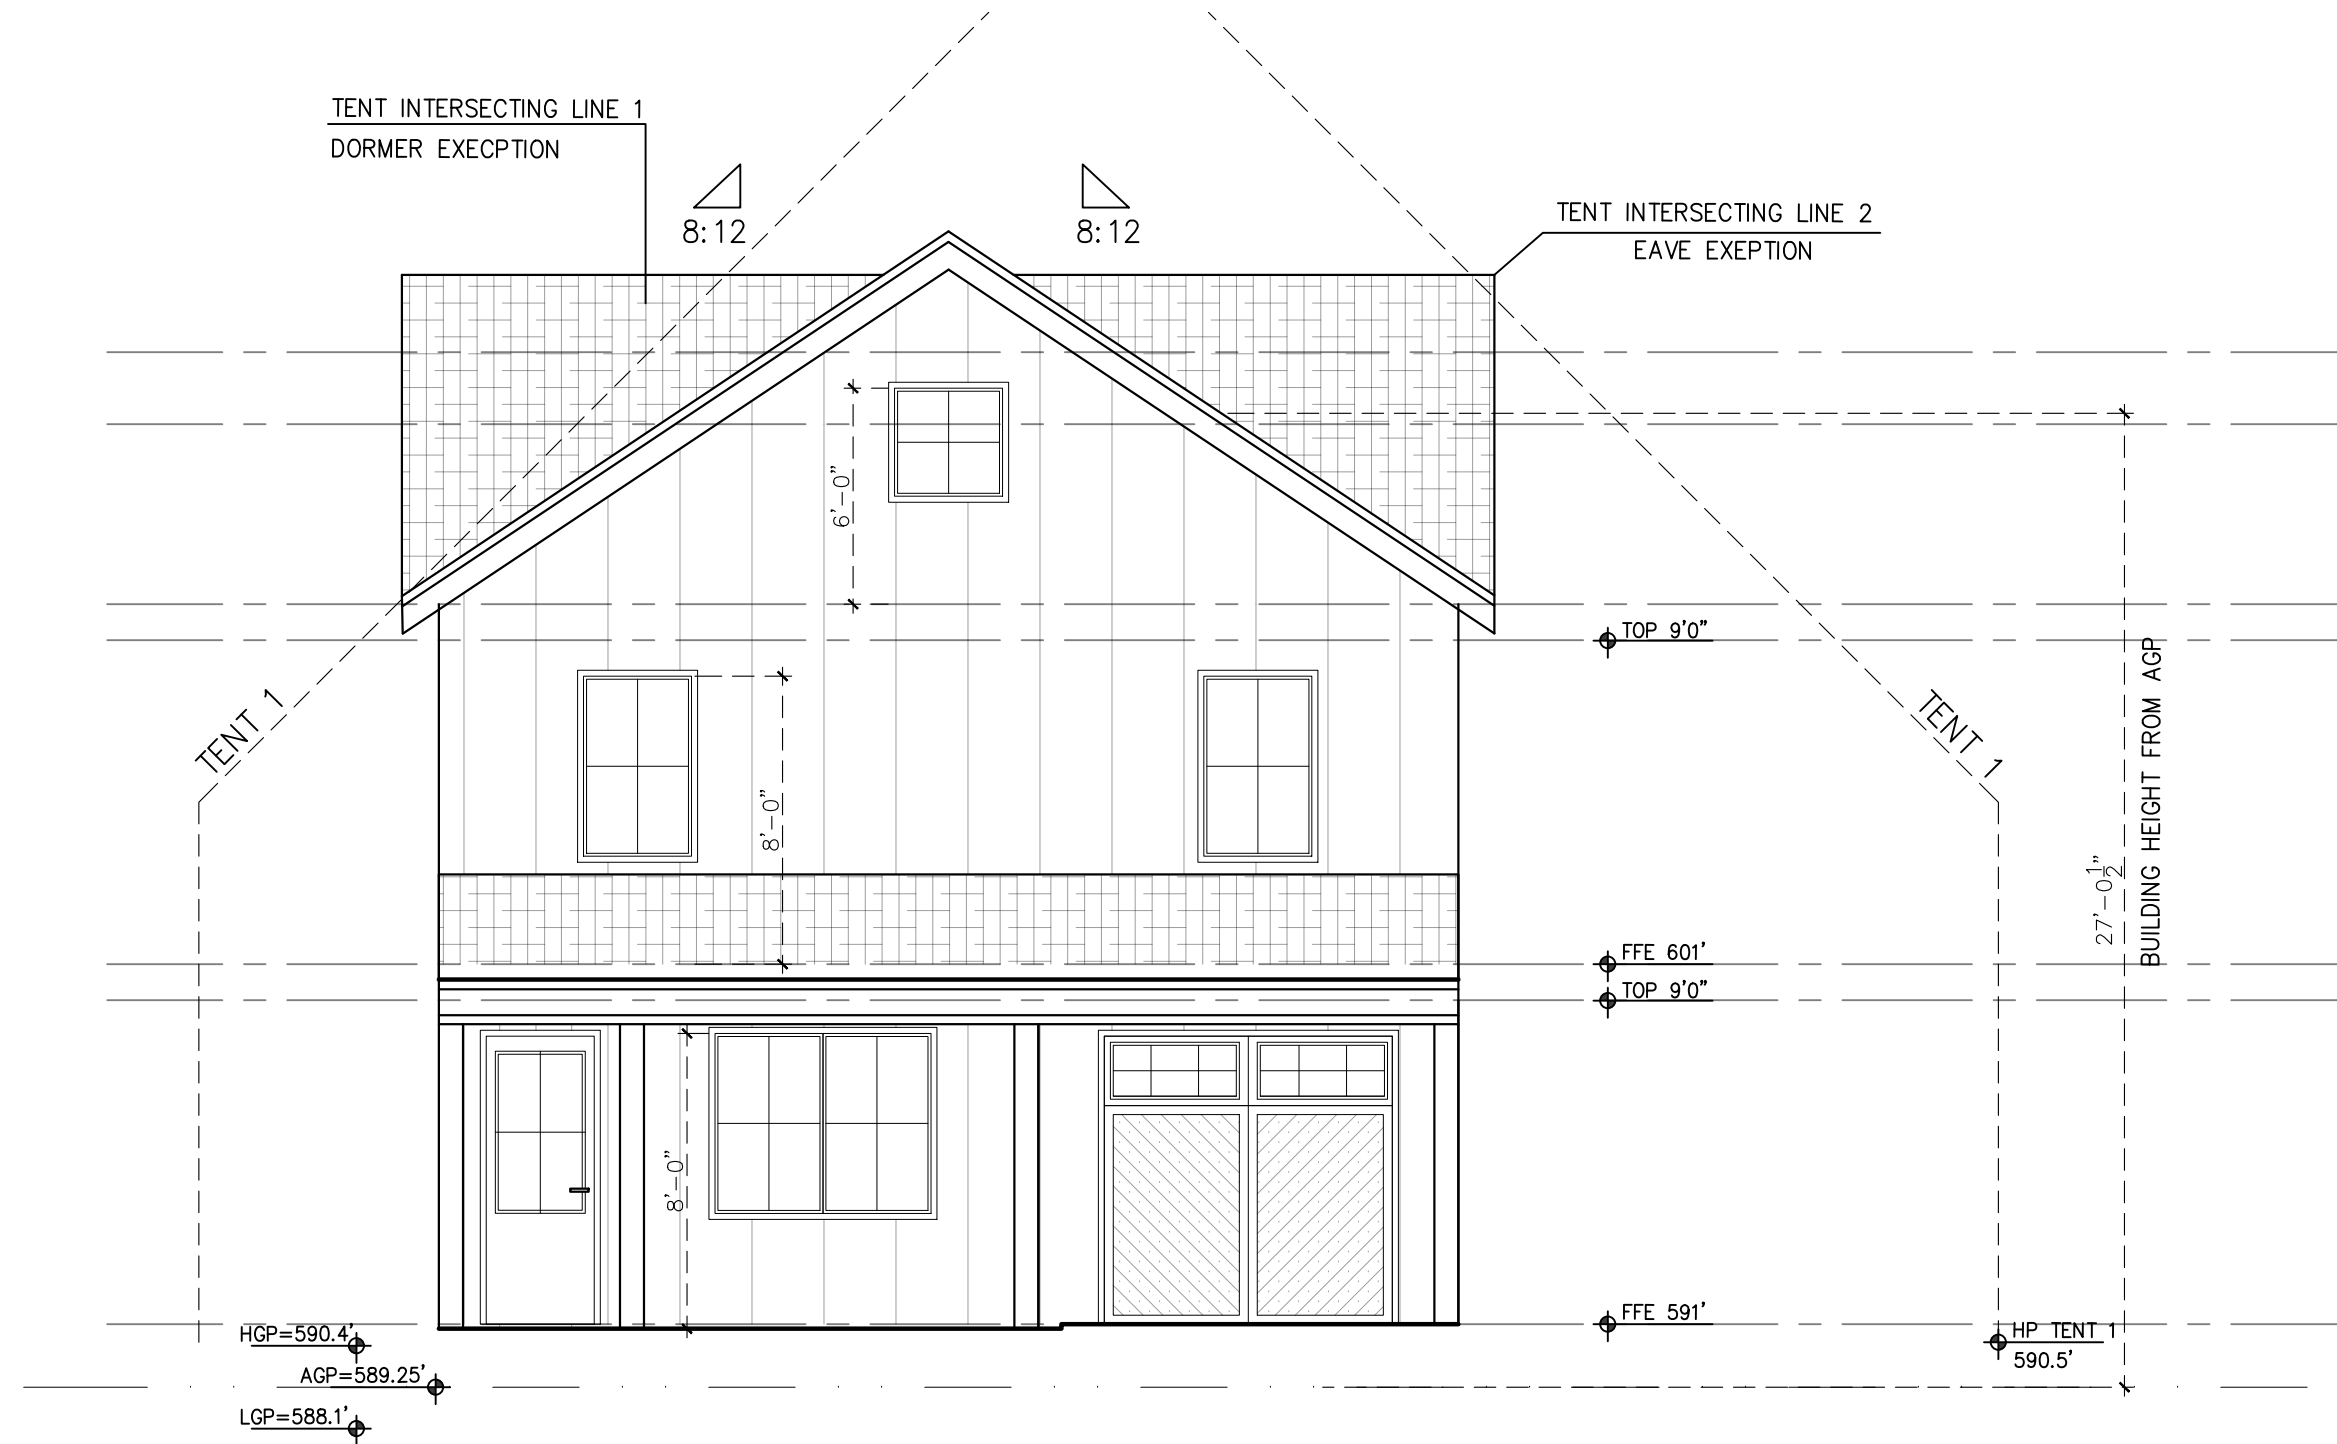 TENT INTERSECTING LINE 1
DORMER EXECPTION
8:12
8:12
TENT INTERSECTING LINE 2
EAVE EXEPTION
6'-0"
TOP 9'0"
TENT 1
TENT 1
8'-0"
27'-0 1/2"
BUILDING HEIGHT FROM AGP
FFE 601'
TOP 9'0"
8'-0"
FFE 591'
HGP=590.4'
HP TENT 1
590.5'
AGP=589.25'
LGP=588.1'